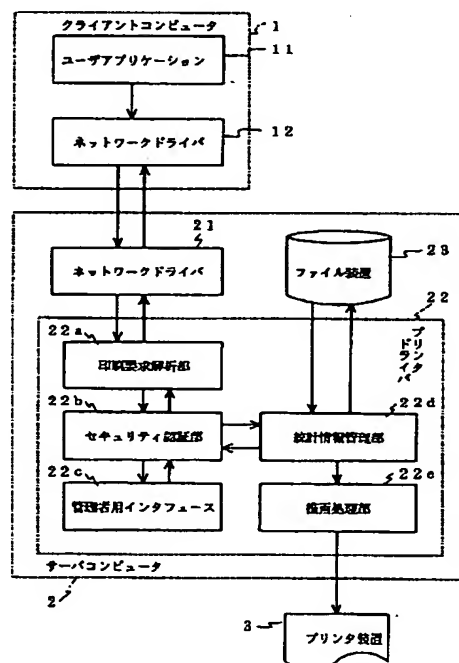 クライアントコンピュータ
1
ユーザアプリケーション
11
ネットワークドライバ
12
21
ネットワークドライバ
ファイル装置
23
22
プリンタドライバ
22a
印刷要求解析部
22b
セキュリティ認証部
22d
統計情報管理部
22c
管理者用インタフェース
22e
描画処理部
サーバコンピュータ
2
3
プリンタ装置